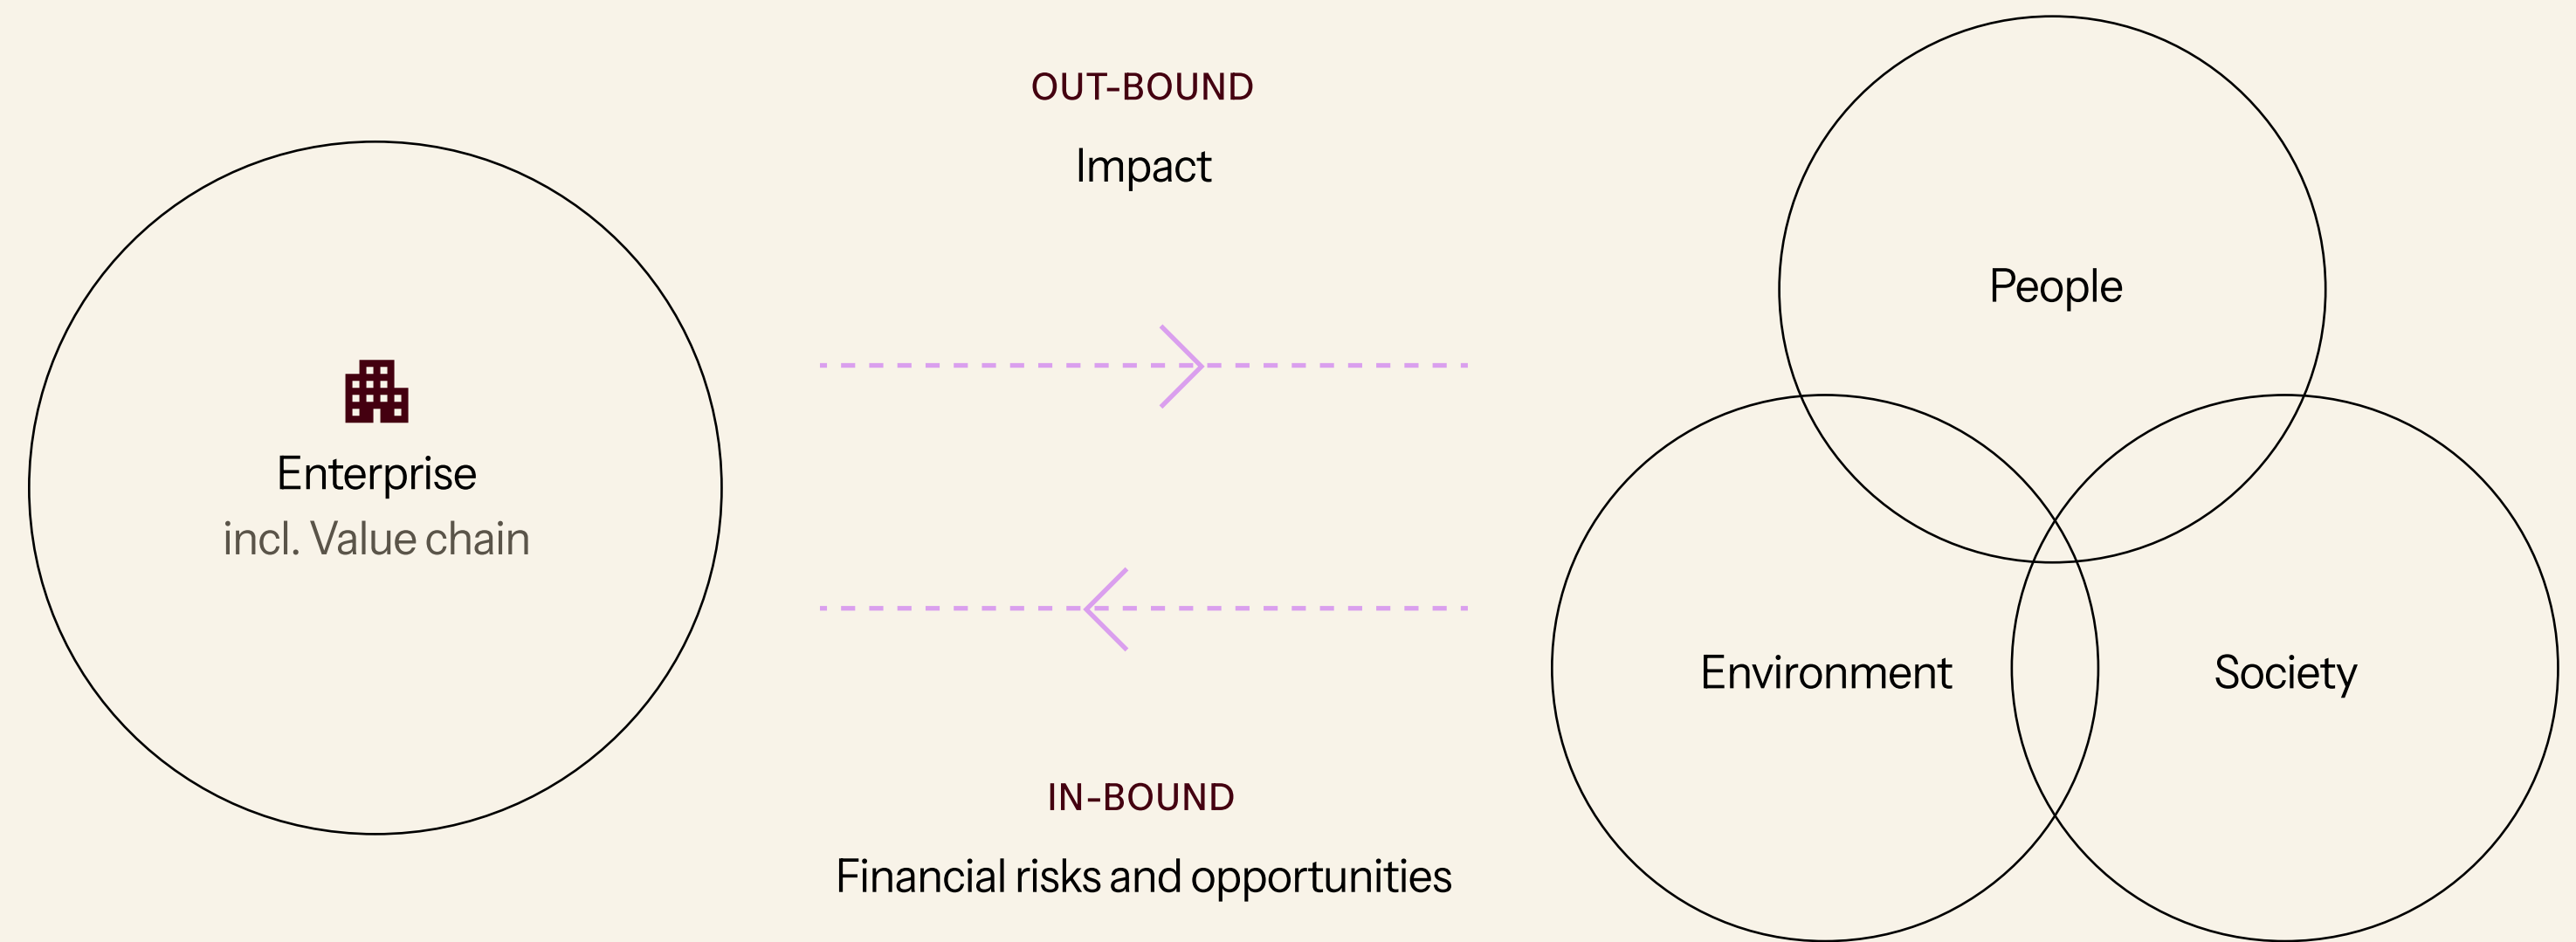 OUT-BOUND
Impact
Enterprise
incl. Value chain
IN-BOUND
Financial risks and opportunities
People
Environment
Society